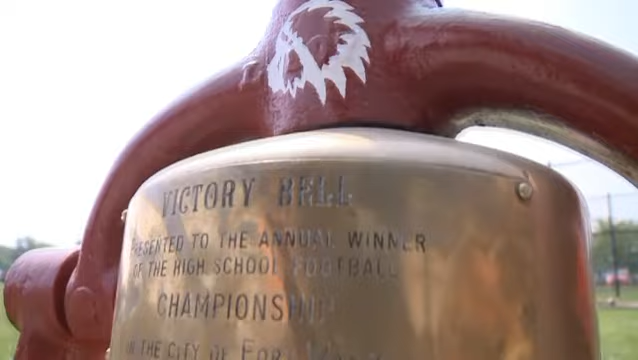 VICTORY BELL
PRESENTED TO THE ANNUAL WINNER
OF THE HIGH SCHOOL FOOTBALL
CHAMPIONSHIP
IN THE CITY OF FORT